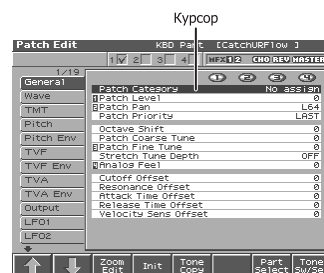 Курсор
Patch Edit KBD Part [CatchURFlow ]
1 2 3 4 MFX 1 2 CHO REV MASTER
1/19
General
Wave
TMT
Pitch
Pitch Env
TVF
TVF Env
TVA
TVA Env
Output
LFO1
LFO2
1 2 3 4
Patch Category No assign
1 Patch Level 0
2 Patch Pan L64
Patch Priority LAST
Octave Shift 0
Patch Coarse Tune 0
3 Patch Fine Tune 0
Stretch Tune Depth OFF
4 Analog Feel 0
Cutoff Offset 0
Resonance Offset 0
Attack Time Offset 0
Release Time Offset 0
Velocity Sens Offset 0
Zoom Edit Init Tone Copy Part Select Tone Sw/Sel